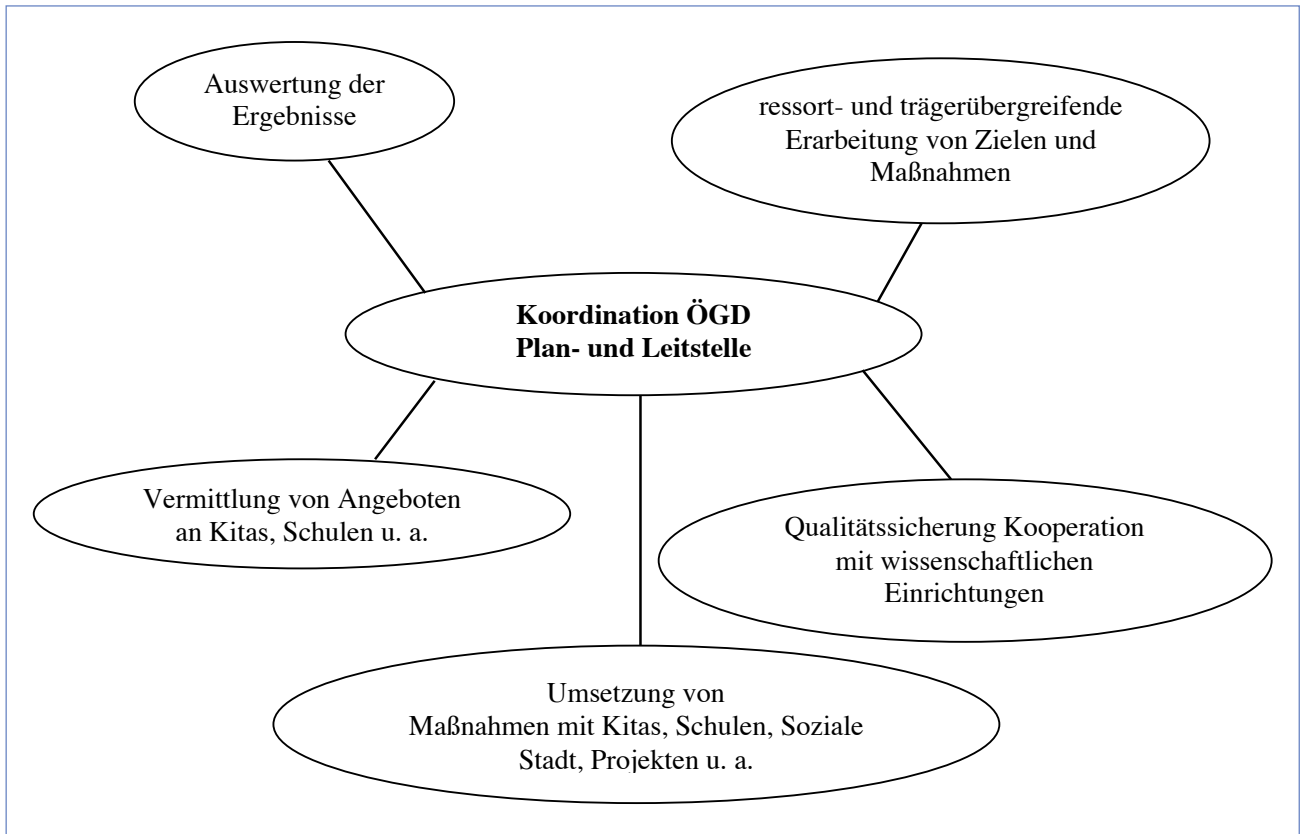 Auswertung der
Ergebnisse
ressort- und trägerübergreifende
Erarbeitung von Zielen und
Maßnahmen
Koordination ÖGD
Plan- und Leitstelle
Vermittlung von Angeboten
an Kitas, Schulen u. a.
Qualitätssicherung Kooperation
mit wissenschaftlichen
Einrichtungen
Umsetzung von
Maßnahmen mit Kitas, Schulen, Soziale
Stadt, Projekten u. a.